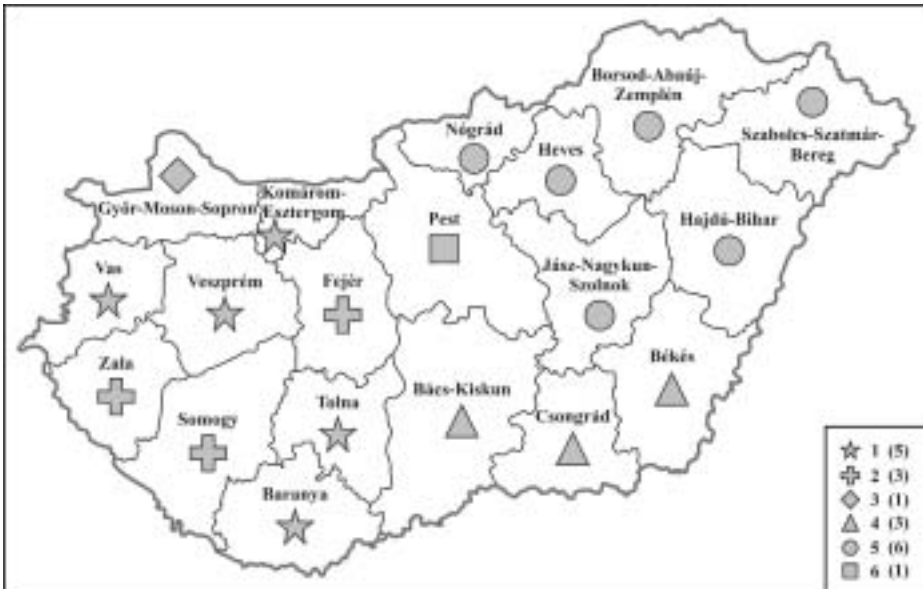 Borsod-Abaúj-
Zemplén
Szabolcs-Szatmár-
Bereg
Nógrád
Heves
Komárom-
Esztergom
Győr-Moson-Sopron
Pest
Hajdú-Bihar
Jász-Nagykun-
Szolnok
Vas
Veszprém
Fejér
Zala
Békés
Bács-Kiskun
Csongrád
Tolna
Somogy
Baranya
1 (5)
2 (3)
3 (1)
4 (3)
5 (6)
6 (1)